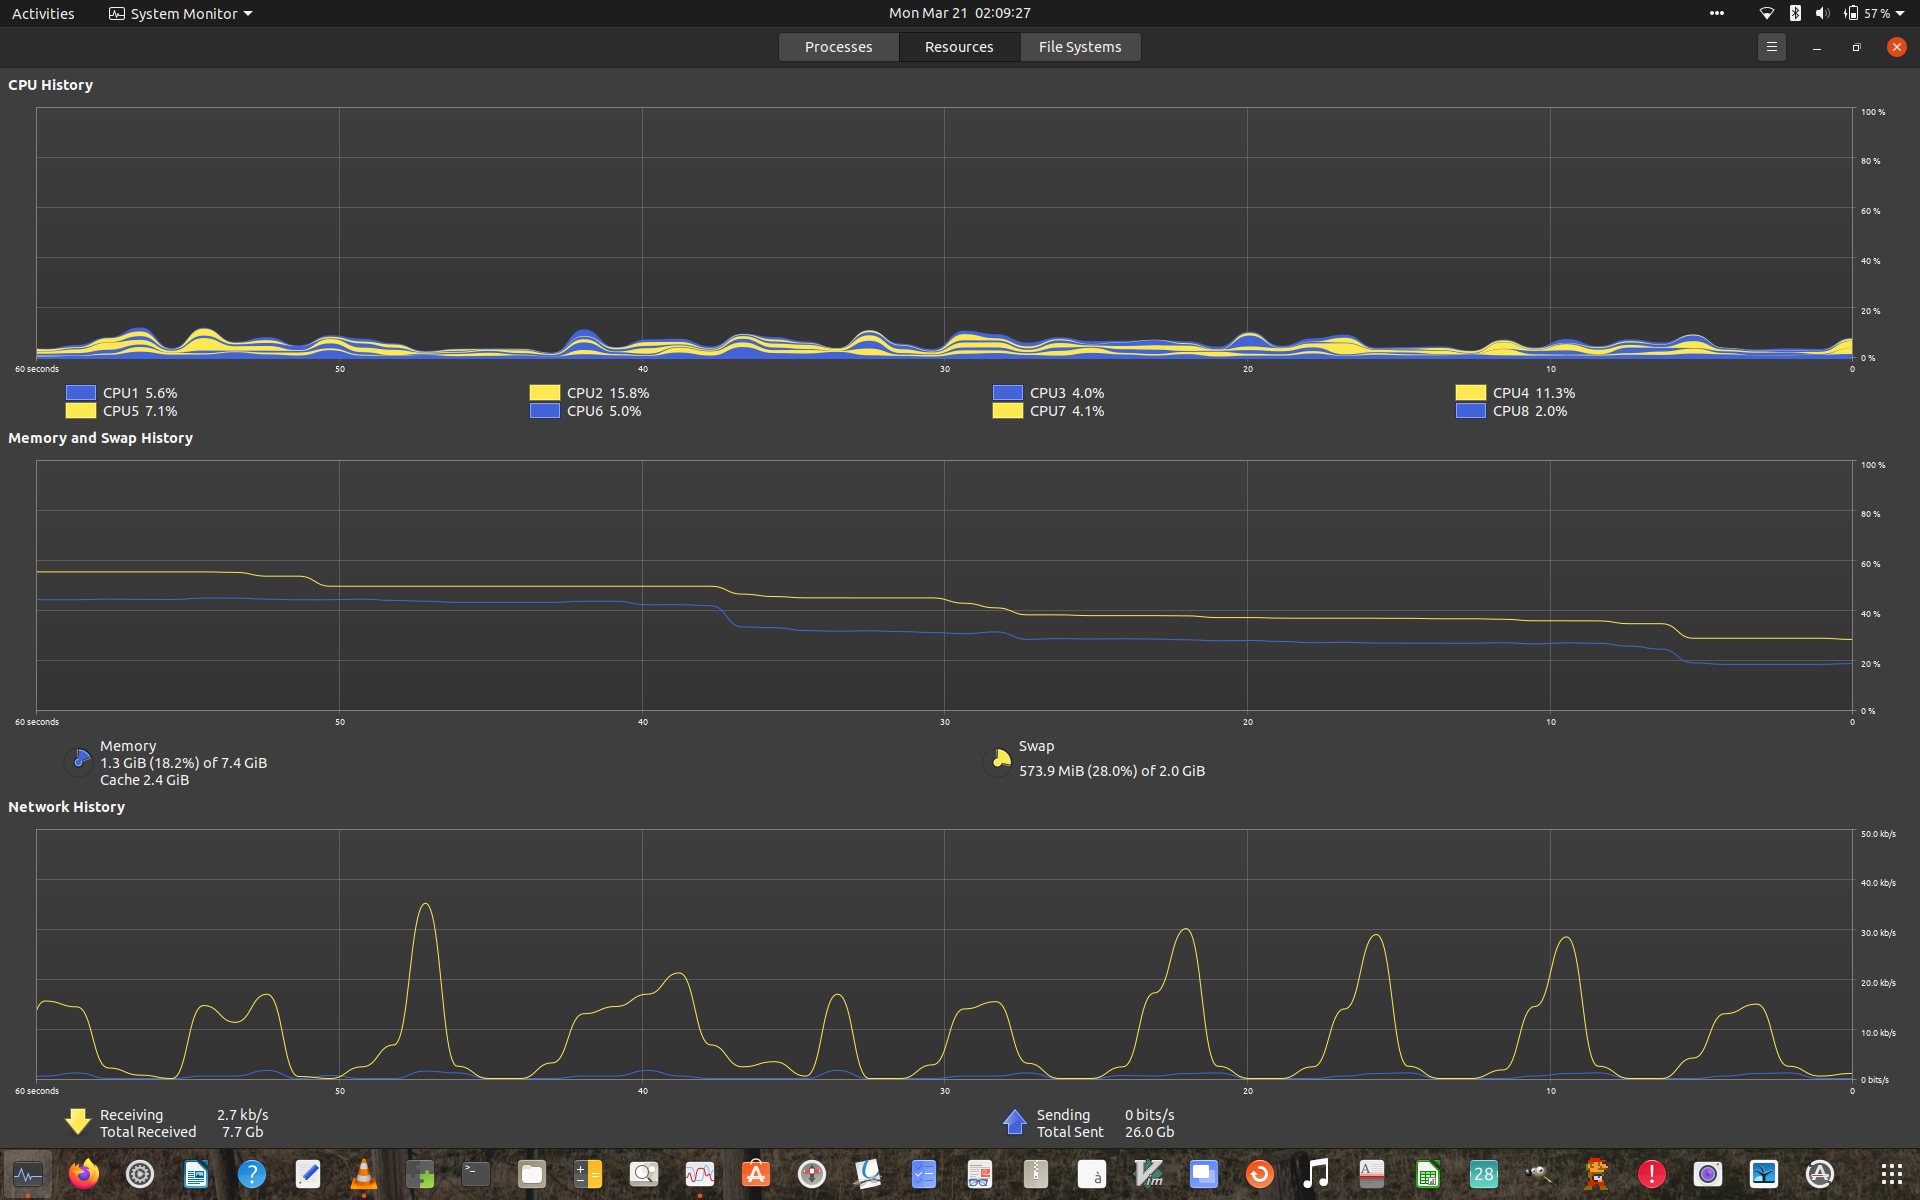 Activities System Monitor Mon Mar 21 02:09:27 57 %
Processes Resources File Systems
CPU History
100 %
80 %
60 %
40 %
20 %
0 %
60 seconds 50 40 30 20 10 0
CPU1 5.6% CPU2 15.8% CPU3 4.0% CPU4 11.3%
CPU5 7.1% CPU6 5.0% CPU7 4.1% CPU8 2.0%
Memory and Swap History
100 %
80 %
60 %
40 %
20 %
0 %
60 seconds 50 40 30 20 10 0
Memory
1.3 GiB (18.2%) of 7.4 GiB
Cache 2.4 GiB
Swap
573.9 MiB (28.0%) of 2.0 GiB
Network History
50.0 kb/s
40.0 kb/s
30.0 kb/s
20.0 kb/s
10.0 kb/s
0 bits/s
60 seconds 50 40 30 20 10 0
Receiving 2.7 kb/s
Total Received 7.7 Gb
Sending 0 bits/s
Total Sent 26.0 Gb
? >_ à Vim A 28 !